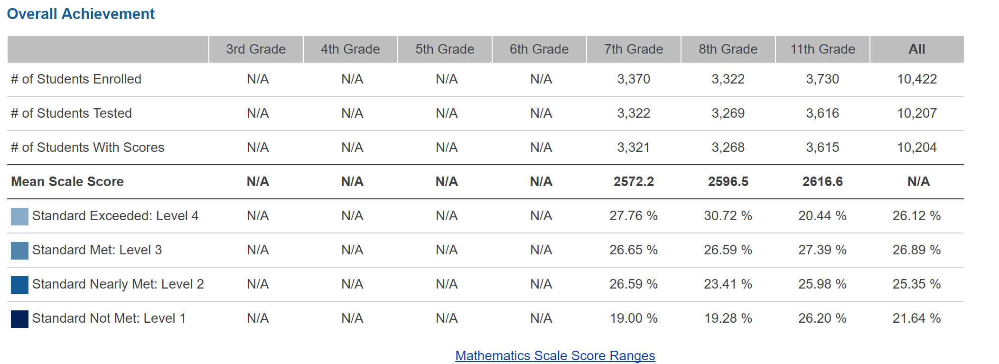 Overall Achievement
3rd Grade 4th Grade 5th Grade 6th Grade 7th Grade 8th Grade 11th Grade All
# of Students Enrolled N/A N/A N/A N/A 3,370 3,322 3,730 10,422
# of Students Tested N/A N/A N/A N/A 3,322 3,269 3,616 10,207
# of Students With Scores N/A N/A N/A N/A 3,321 3,268 3,615 10,204
Mean Scale Score N/A N/A N/A N/A 2572.2 2596.5 2616.6 N/A
Standard Exceeded: Level 4 N/A N/A N/A N/A 27.76 % 30.72 % 20.44 % 26.12 %
Standard Met: Level 3 N/A N/A N/A N/A 26.65 % 26.59 % 27.39 % 26.89 %
Standard Nearly Met: Level 2 N/A N/A N/A N/A 26.59 % 23.41 % 25.98 % 25.35 %
Standard Not Met: Level 1 N/A N/A N/A N/A 19.00 % 19.28 % 26.20 % 21.64 %
Mathematics Scale Score Ranges